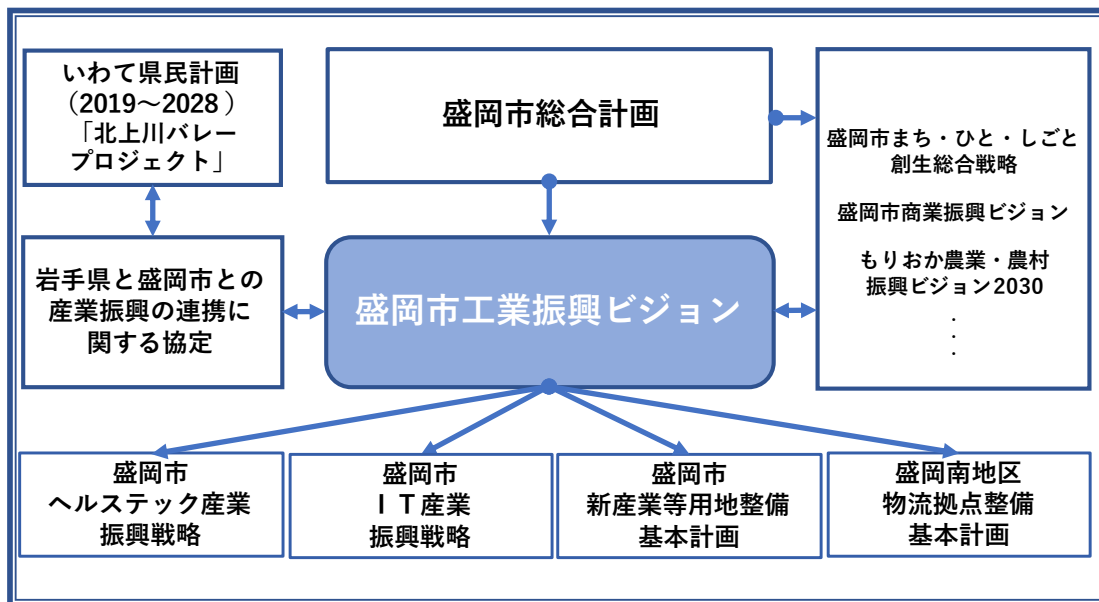 いわて県民計画
（2019～2028 ）
「北上川バレー
プロジェクト」
盛岡市総合計画
盛岡市まち・ひと・しごと
創生総合戦略
盛岡市商業振興ビジョン
もりおか農業・農村
振興ビジョン2030
．
．
．
岩手県と盛岡市との
産業振興の連携に
関する協定
盛岡市工業振興ビジョン
盛岡市
ヘルステック産業
振興戦略
盛岡市
ＩＴ産業
振興戦略
盛岡市
新産業等用地整備
基本計画
盛岡南地区
物流拠点整備
基本計画